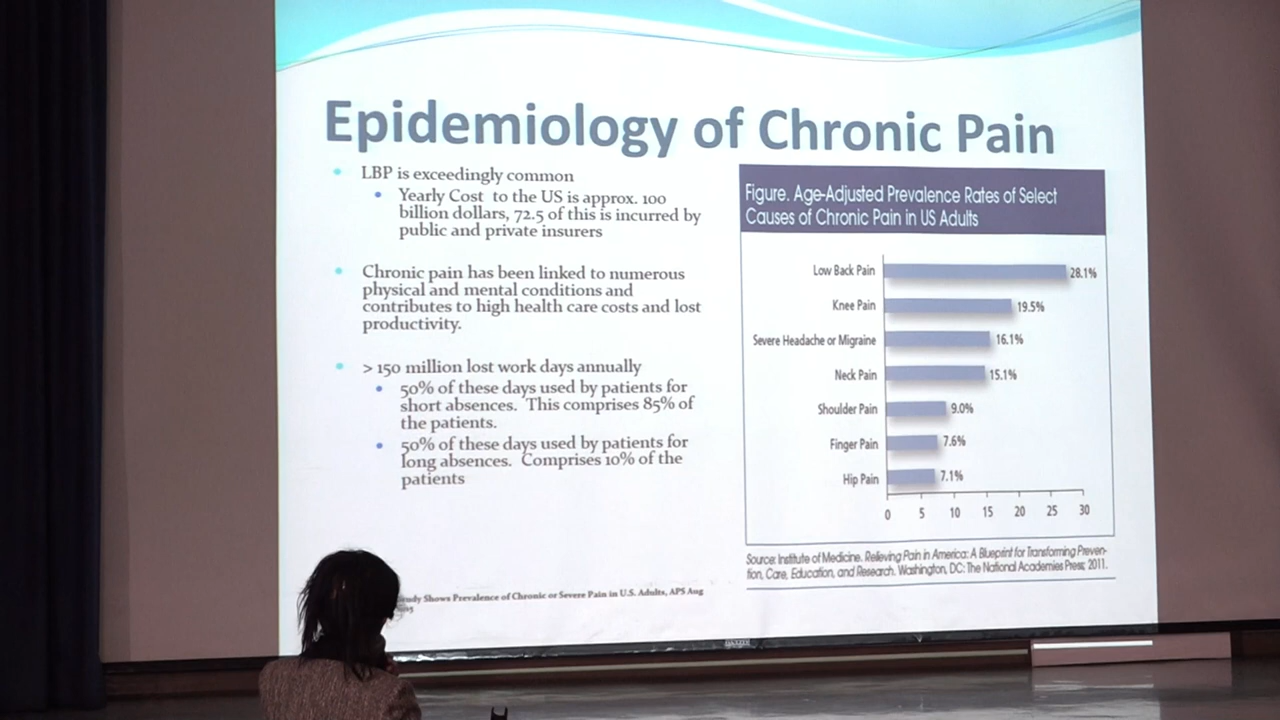 Epidemiology of Chronic Pain
LBP is exceedingly common
Yearly Cost to the US is approx. 100
billion dollars, 72.5 of this is incurred by
public and private insurers
Chronic pain has been linked to numerous
physical and mental conditions and
contributes to high health care costs and lost
productivity.
> 150 million lost work days annually
50% of these days used by patients for
short absences. This comprises 85% of
the patients.
50% of these days used by patients for
long absences. Comprises 10% of the
patients
Study Shows Prevalence of Chronic or Severe Pain in U.S. Adults, APS Aug
Figure. Age-Adjusted Prevalence Rates of Select
Causes of Chronic Pain in US Adults
Low Back Pain 28.1%
Knee Pain 19.5%
Severe Headache or Migraine 16.1%
Neck Pain 15.1%
Shoulder Pain 9.0%
Finger Pain 7.6%
Hip Pain 7.1%
0 5 10 15 20 25 30
Source: Institute of Medicine. Relieving Pain in America: A Blueprint for Transforming Preven-
tion, Care, Education, and Research. Washington, DC: The National Academies Press; 2011.